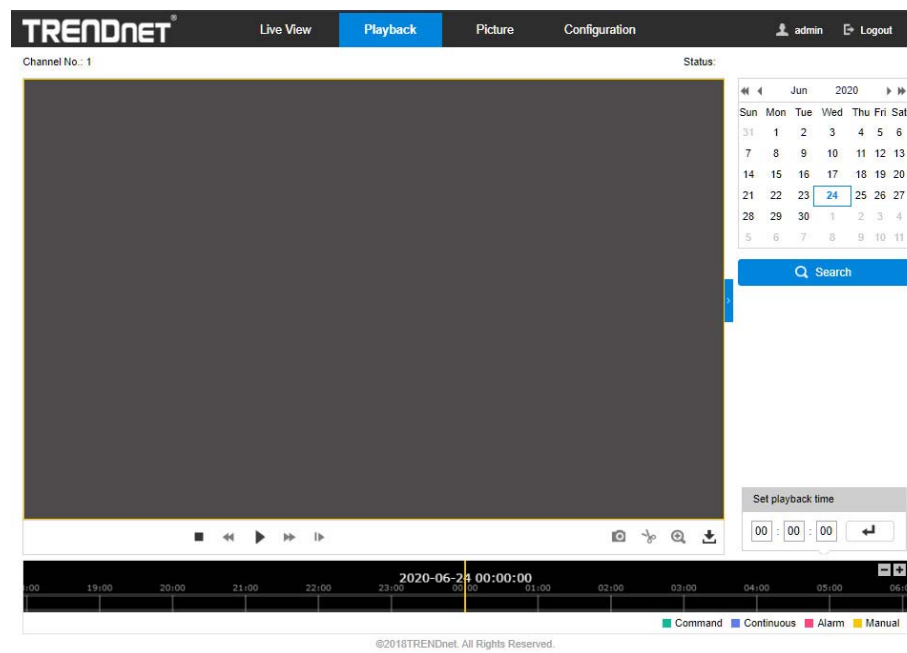 TRENDnet®
Live View Playback Picture Configuration admin Logout
Channel No.: 1 Status:
Jun 2020
Sun Mon Tue Wed Thu Fri Sat
31 1 2 3 4 5 6
7 8 9 10 11 12 13
14 15 16 17 18 19 20
21 22 23 24 25 26 27
28 29 30 1 2 3 4
5 6 7 8 9 10 11
Search
Set playback time
00 : 00 : 00
2020-06-24 00:00:00
:00 19:00 20:00 21:00 22:00 23:00 00:00 01:00 02:00 03:00 04:00 05:00 06:0
Command Continuous Alarm Manual
©2018TRENDnet. All Rights Reserved.